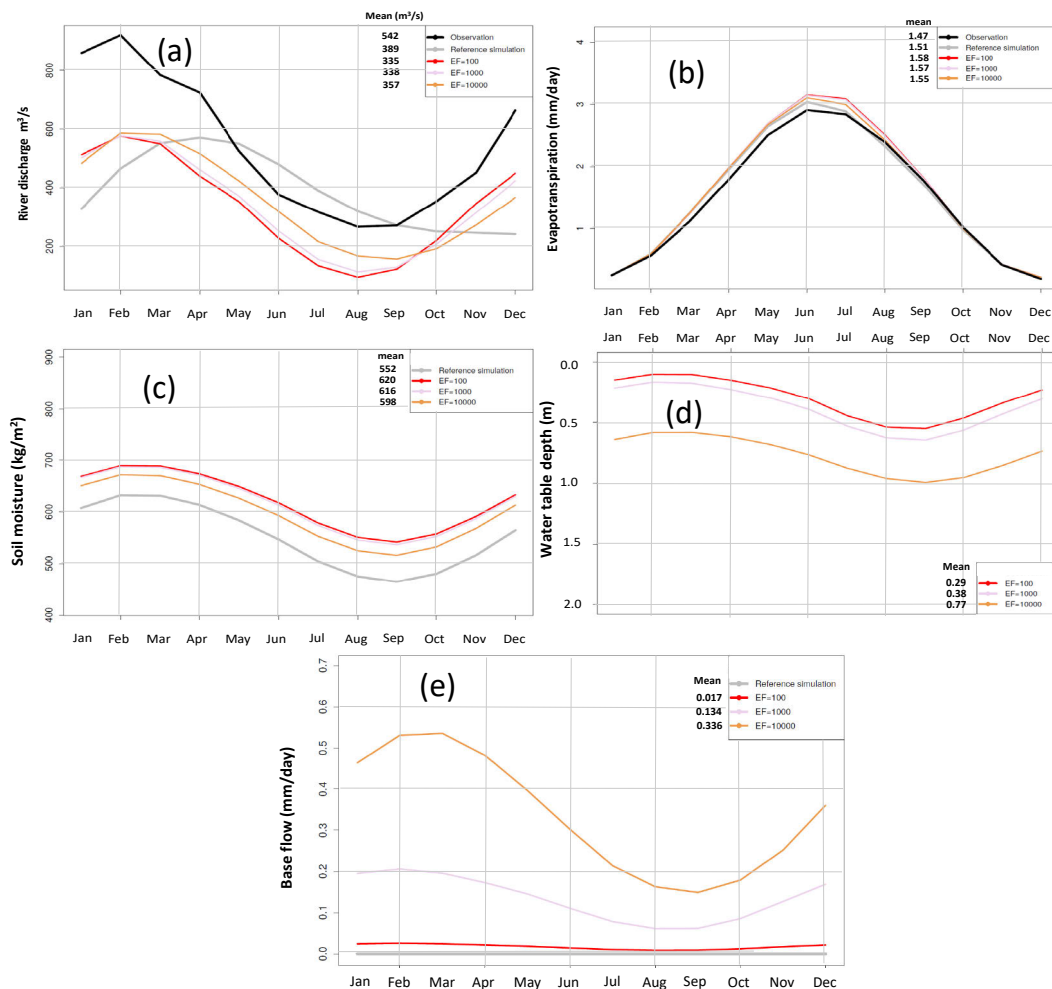 Mean (m³/s)
542 Observation
389 Reference simulation
335 EF=100
338 EF=1000
357 EF=10000
(a)
River discharge m³/s
800
600
400
200
Jan Feb Mar Apr May Jun Jul Aug Sep Oct Nov Dec
mean
1.47 Observation
1.51 Reference simulation
1.58 EF=100
1.57 EF=1000
1.55 EF=10000
(b)
Evapotranspiration (mm/day)
4
3
2
1
Jan Feb Mar Apr May Jun Jul Aug Sep Oct Nov Dec
mean
552 Reference simulation
620 EF=100
616 EF=1000
598 EF=10000
(c)
Soil moisture (kg/m²)
900
800
700
600
500
400
Jan Feb Mar Apr May Jun Jul Aug Sep Oct Nov Dec
Jan Feb Mar Apr May Jun Jul Aug Sep Oct Nov Dec
(d)
Water table depth (m)
0.0
0.5
1.0
1.5
2.0
Mean
0.29 EF=100
0.38 EF=1000
0.77 EF=10000
(e)
Mean
Reference simulation
0.017 EF=100
0.134 EF=1000
0.336 EF=10000
Base flow (mm/day)
0.7
0.6
0.5
0.4
0.3
0.2
0.1
0.0
Jan Feb Mar Apr May Jun Jul Aug Sep Oct Nov Dec